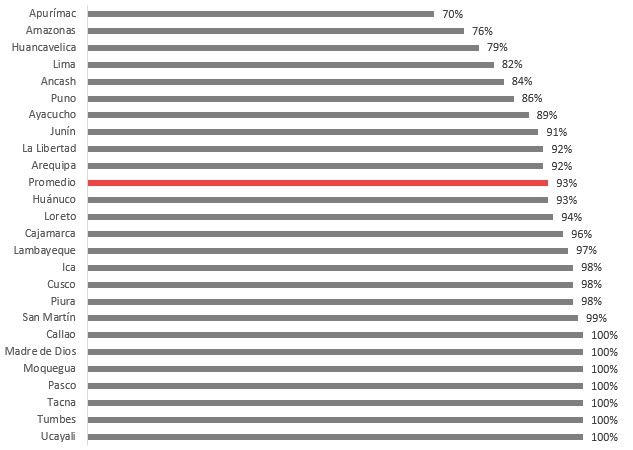 Apurímac 70%
Amazonas 76%
Huancavelica 79%
Lima 82%
Ancash 84%
Puno 86%
Ayacucho 89%
Junín 91%
La Libertad 92%
Arequipa 92%
Promedio 93%
Huánuco 93%
Loreto 94%
Cajamarca 96%
Lambayeque 97%
Ica 98%
Cusco 98%
Piura 98%
San Martín 99%
Callao 100%
Madre de Dios 100%
Moquegua 100%
Pasco 100%
Tacna 100%
Tumbes 100%
Ucayali 100%